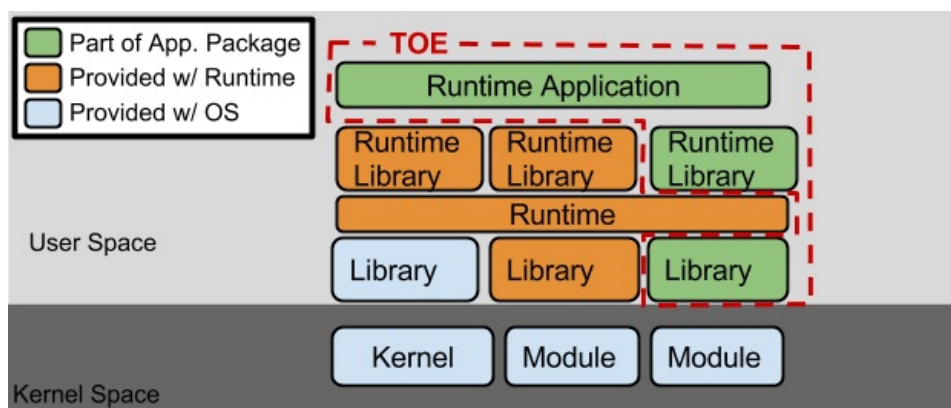 Part of App. Package
Provided w/ Runtime
Provided w/ OS
TOE
Runtime Application
Runtime
Library
Runtime
Library
Runtime
Library
Runtime
User Space
Library
Library
Library
Kernel
Module
Module
Kernel Space